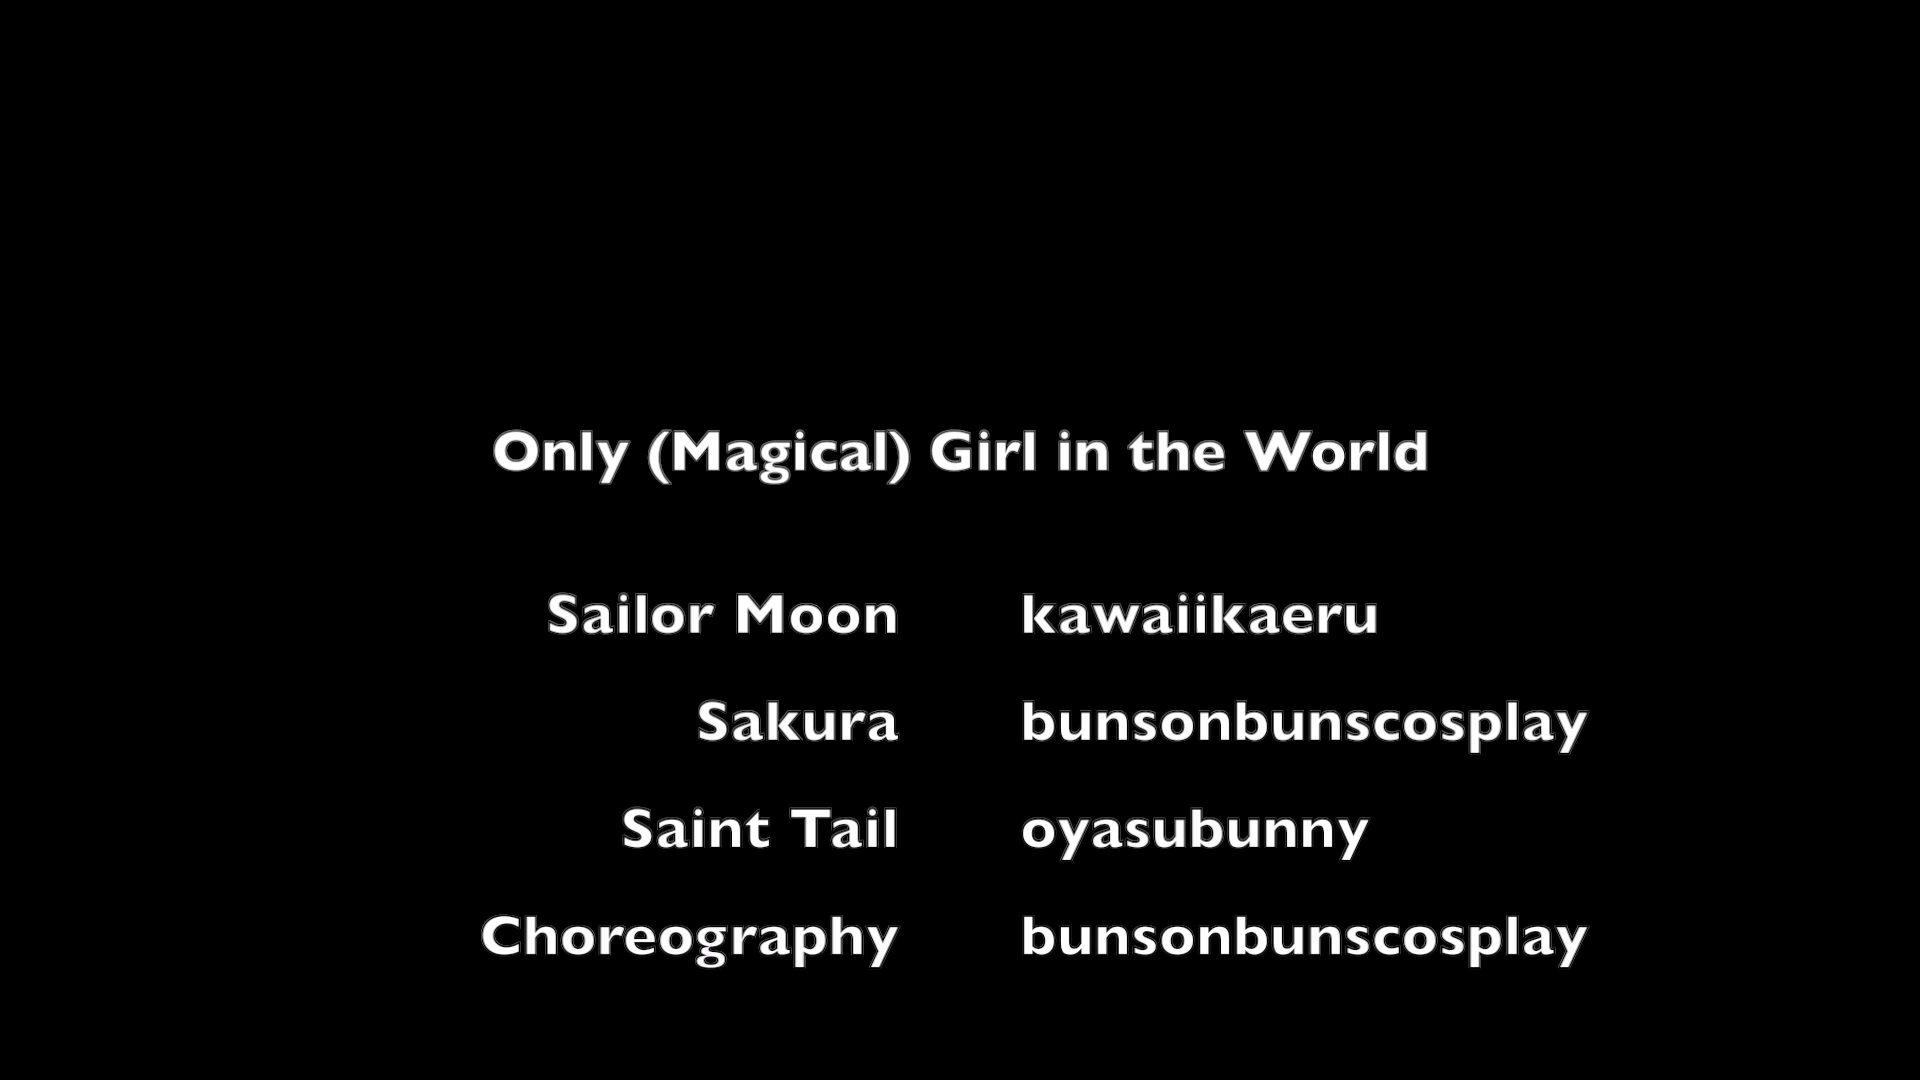 Only (Magical) Girl in the World
Sailor Moon kawaiikaeru
Sakura bunsonbunscosplay
Saint Tail oyasubunny
Choreography bunsonbunscosplay